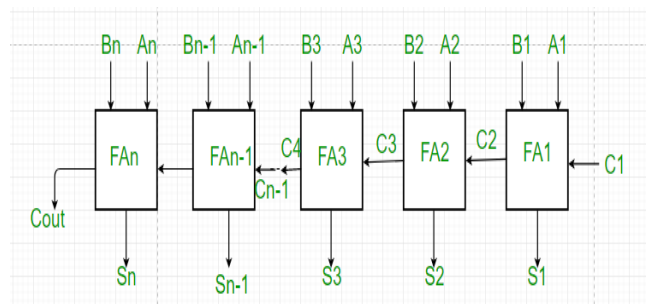 Bn An Bn-1 An-1 B3 A3 B2 A2 B1 A1
FAn FAn-1 C4 FA3 C3 FA2 C2 FA1 C1
Cn-1
Cout
Sn Sn-1 S3 S2 S1